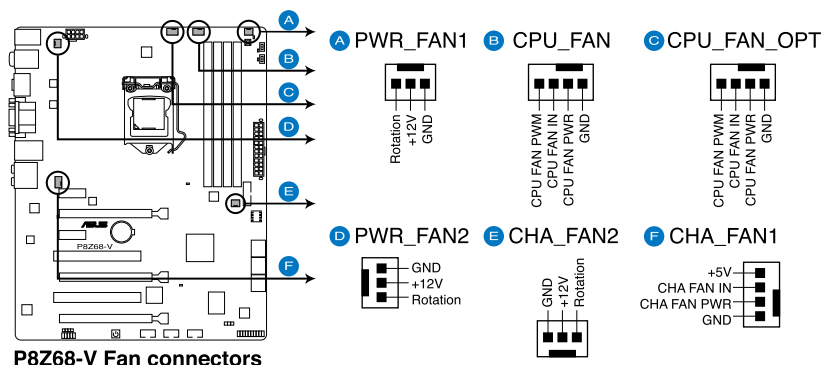 A
B
C
D
E
F
ASUS
P8Z68-V
P8Z68-V Fan connectors
A PWR_FAN1
Rotation
+12V
GND
B CPU_FAN
CPU FAN PWM
CPU FAN IN
CPU FAN PWR
GND
C CPU_FAN_OPT
CPU FAN PWM
CPU FAN IN
CPU FAN PWR
GND
D PWR_FAN2
GND
+12V
Rotation
E CHA_FAN2
GND
+12V
Rotation
F CHA_FAN1
+5V
CHA FAN IN
CHA FAN PWR
GND